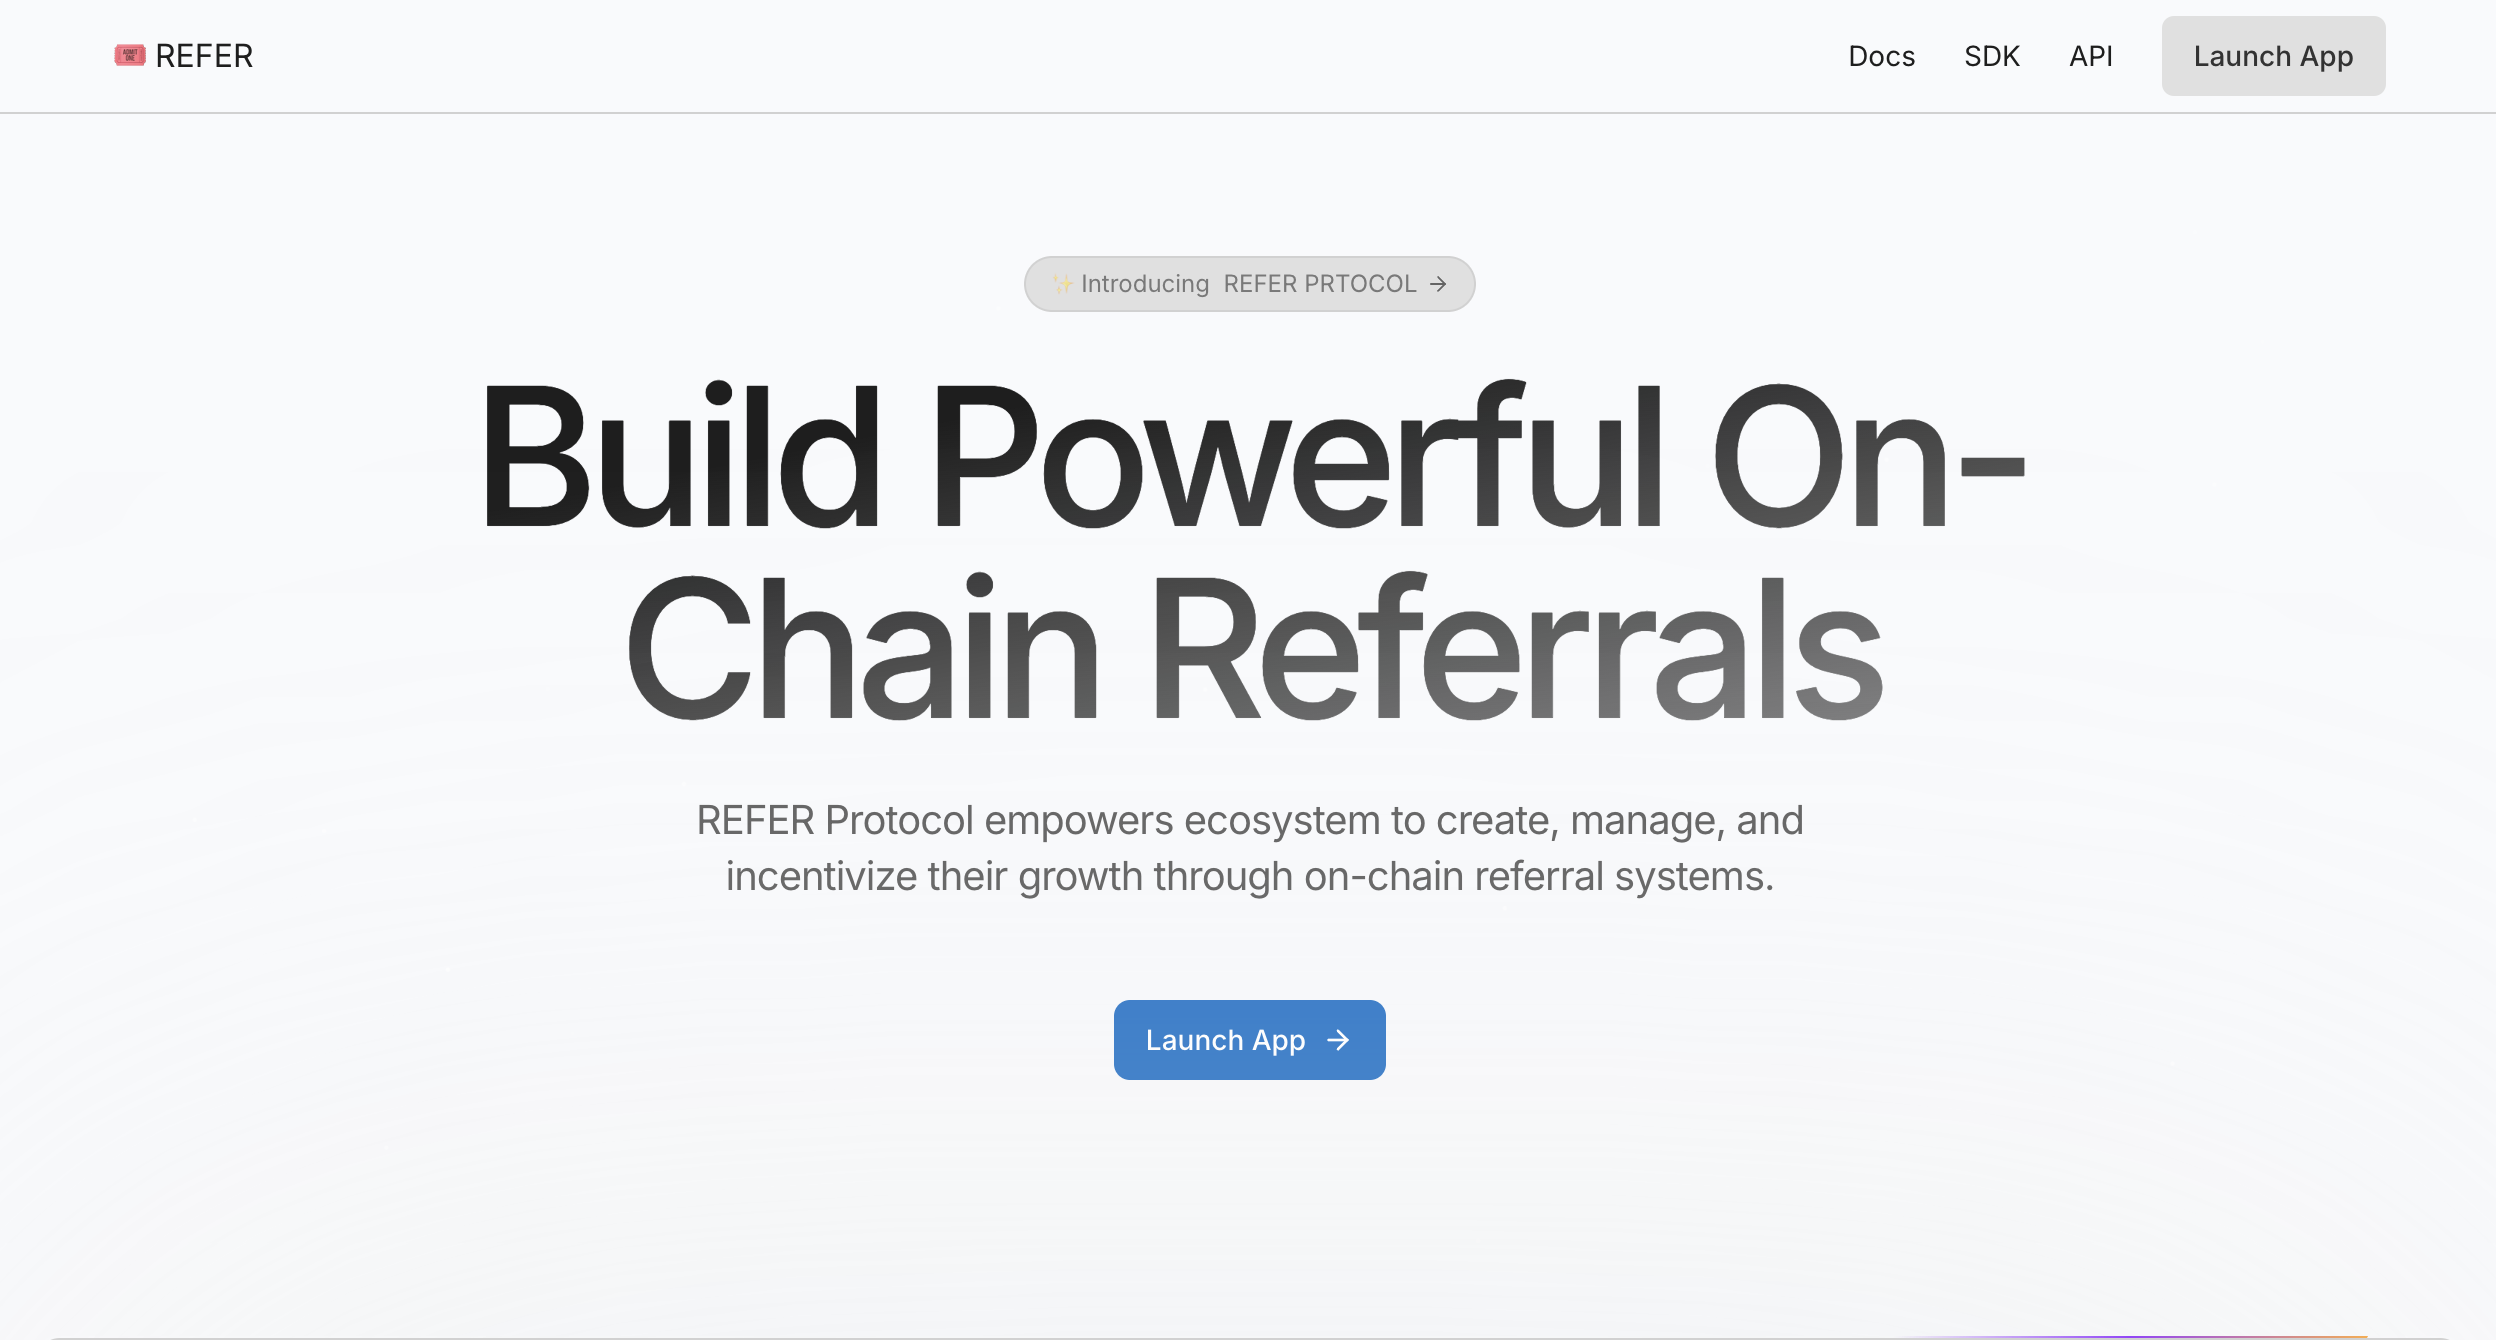 REFER
Docs SDK API Launch App
✨ Introducing REFER PRTOCOL →
Build Powerful On-
Chain Referrals
REFER Protocol empowers ecosystem to create, manage, and
incentivize their growth through on-chain referral systems.
Launch App →